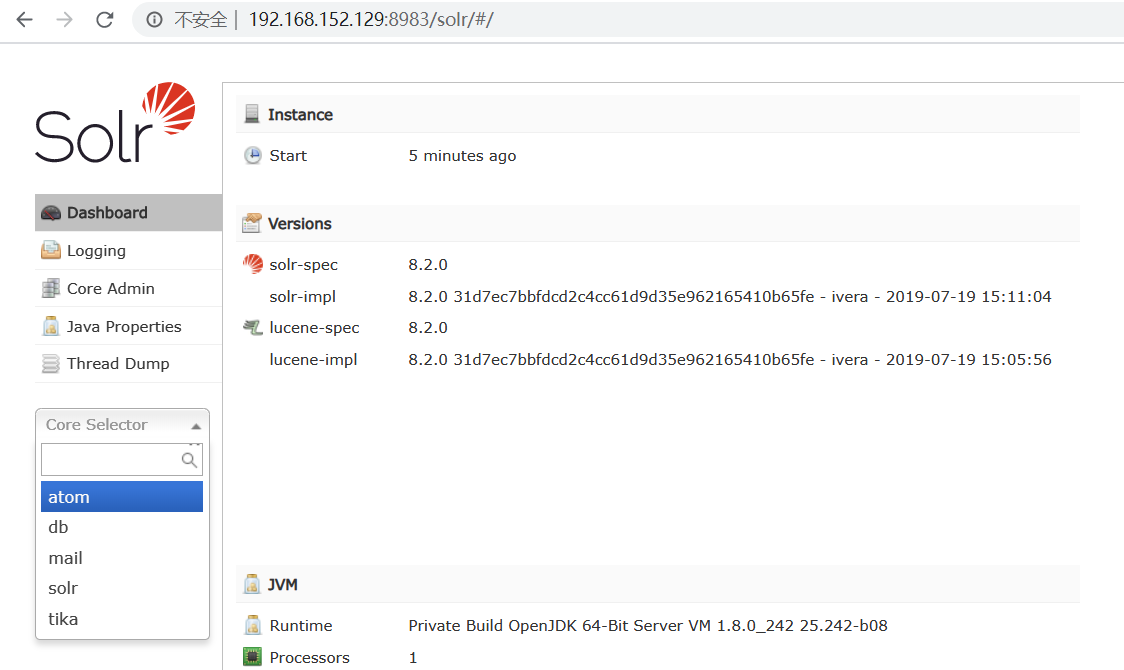 不安全 | 192.168.152.129:8983/solr/#/
Solr
Dashboard
Logging
Core Admin
Java Properties
Thread Dump
Core Selector
atom
db
mail
solr
tika
Instance
Start 5 minutes ago
Versions
solr-spec 8.2.0
solr-impl 8.2.0 31d7ec7bbfdcd2c4cc61d9d35e962165410b65fe - ivera - 2019-07-19 15:11:04
lucene-spec 8.2.0
lucene-impl 8.2.0 31d7ec7bbfdcd2c4cc61d9d35e962165410b65fe - ivera - 2019-07-19 15:05:56
JVM
Runtime Private Build OpenJDK 64-Bit Server VM 1.8.0_242 25.242-b08
Processors 1